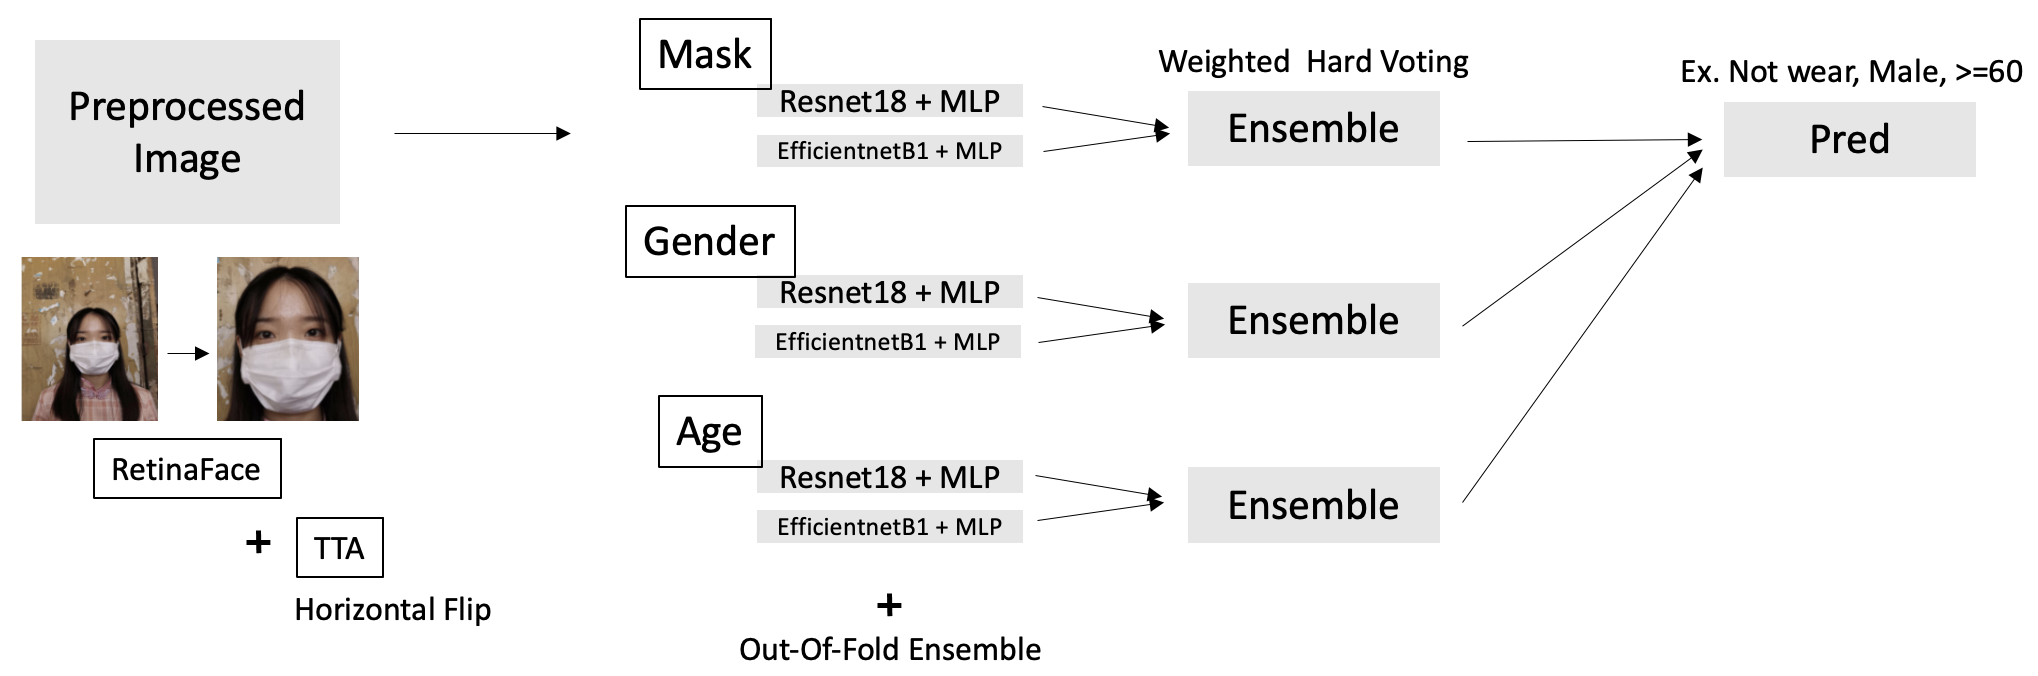 Preprocessed
Image
RetinaFace
+
TTA
Horizontal Flip
Mask
Resnet18 + MLP
EfficientnetB1 + MLP
Gender
Resnet18 + MLP
EfficientnetB1 + MLP
Age
Resnet18 + MLP
EfficientnetB1 + MLP
+
Out-Of-Fold Ensemble
Weighted Hard Voting
Ensemble
Ensemble
Ensemble
Ex. Not wear, Male, >=60
Pred